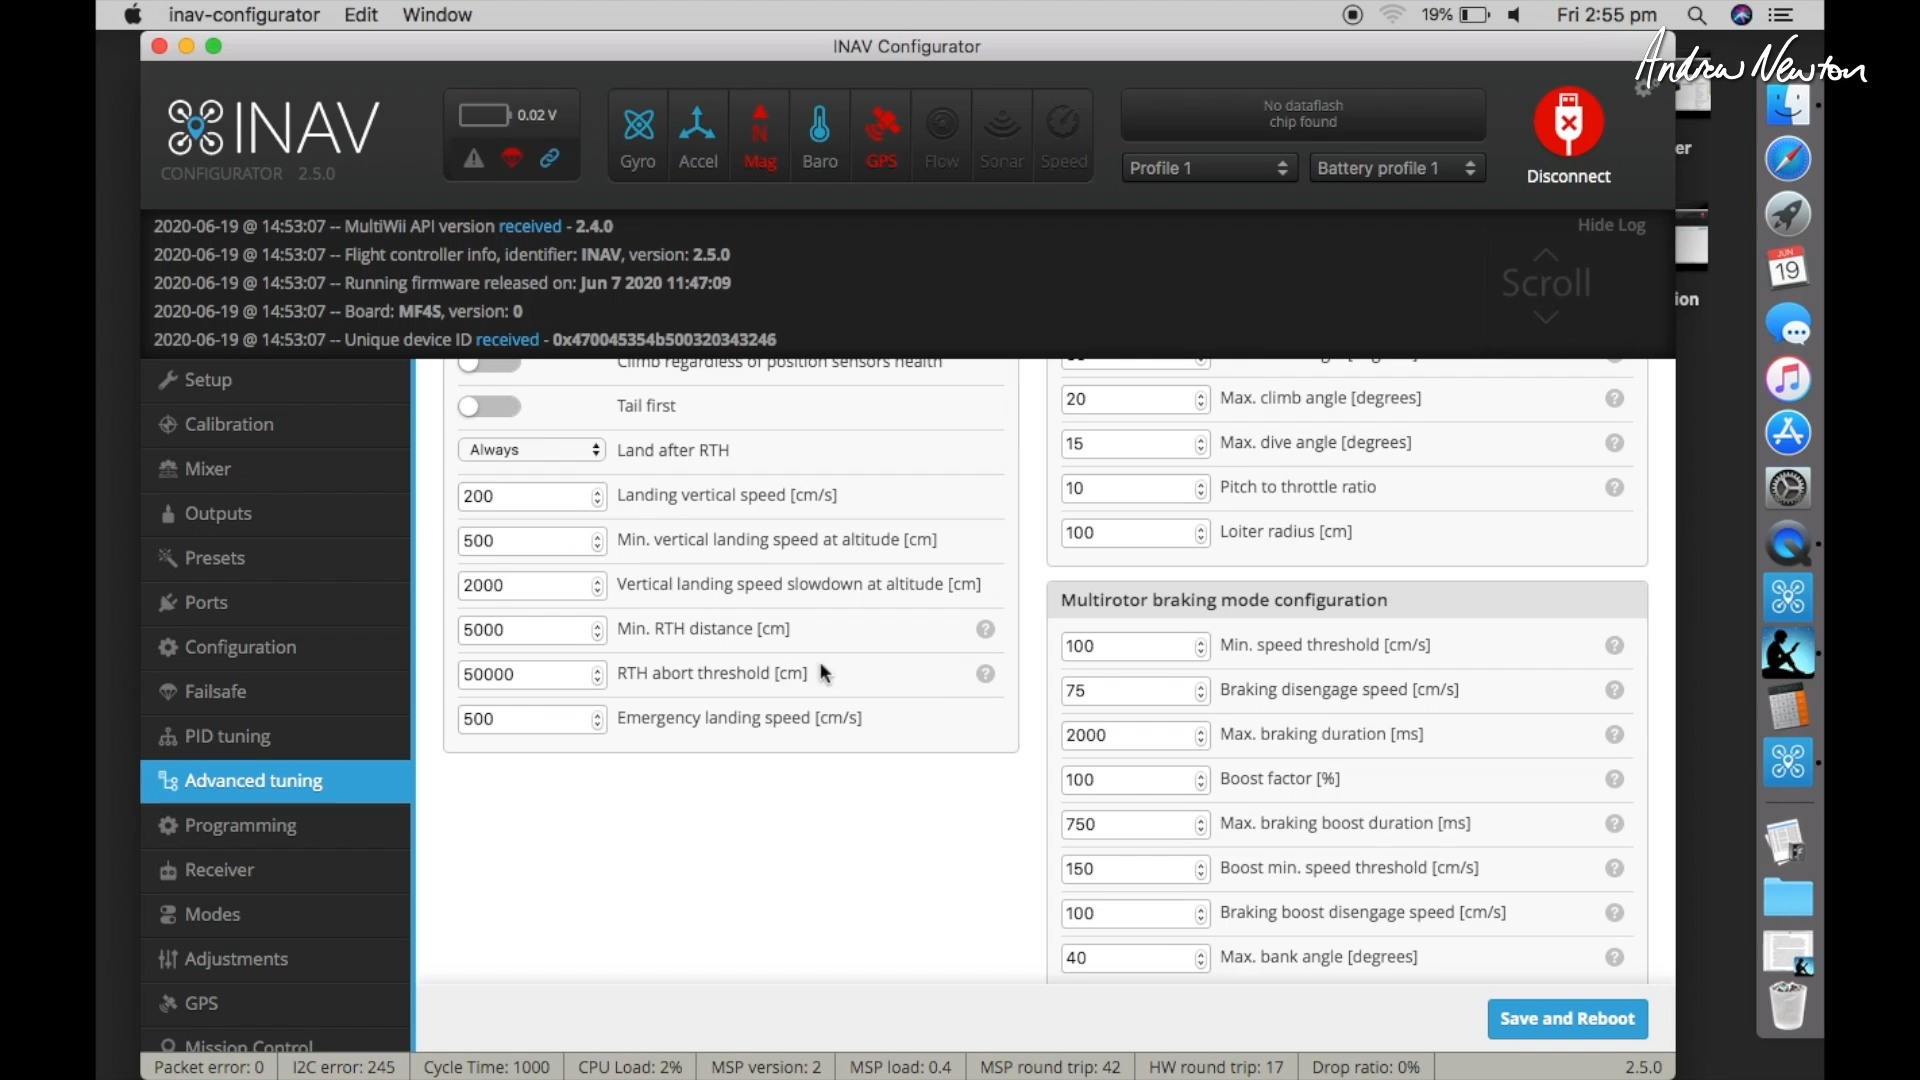 inav-configurator Edit Window
19% Fri 2:55 pm
INAV Configurator
Andrew Newton
INAV
CONFIGURATOR 2.5.0
0.02 V
Gyro Accel Mag Baro GPS Flow Sonar Speed
No dataflash
chip found
Profile 1 Battery profile 1
Disconnect
er
ion
JUN
19
2020-06-19 @ 14:53:07 -- MultiWii API version received - 2.4.0
Hide Log
2020-06-19 @ 14:53:07 -- Flight controller info, identifier: INAV, version: 2.5.0
2020-06-19 @ 14:53:07 -- Running firmware released on: Jun 7 2020 11:47:09
Scroll
2020-06-19 @ 14:53:07 -- Board: MF4S, version: 0
2020-06-19 @ 14:53:07 -- Unique device ID received - 0x470045354b500320343246
Setup
Calibration
Mixer
Outputs
Presets
Ports
Configuration
Failsafe
PID tuning
Advanced tuning
Programming
Receiver
Modes
Adjustments
GPS
Mission Control
Climb regardless of position sensors health
Tail first
Always Land after RTH
200 Landing vertical speed [cm/s]
500 Min. vertical landing speed at altitude [cm]
2000 Vertical landing speed slowdown at altitude [cm]
5000 Min. RTH distance [cm] ?
50000 RTH abort threshold [cm] ?
500 Emergency landing speed [cm/s]
20 Max. climb angle [degrees] ?
15 Max. dive angle [degrees] ?
10 Pitch to throttle ratio ?
100 Loiter radius [cm]
Multirotor braking mode configuration
100 Min. speed threshold [cm/s] ?
75 Braking disengage speed [cm/s] ?
2000 Max. braking duration [ms] ?
100 Boost factor [%] ?
750 Max. braking boost duration [ms] ?
150 Boost min. speed threshold [cm/s] ?
100 Braking boost disengage speed [cm/s] ?
40 Max. bank angle [degrees] ?
Save and Reboot
Packet error: 0 I2C error: 245 Cycle Time: 1000 CPU Load: 2% MSP version: 2 MSP load: 0.4 MSP round trip: 42 HW round trip: 17 Drop ratio: 0% 2.5.0